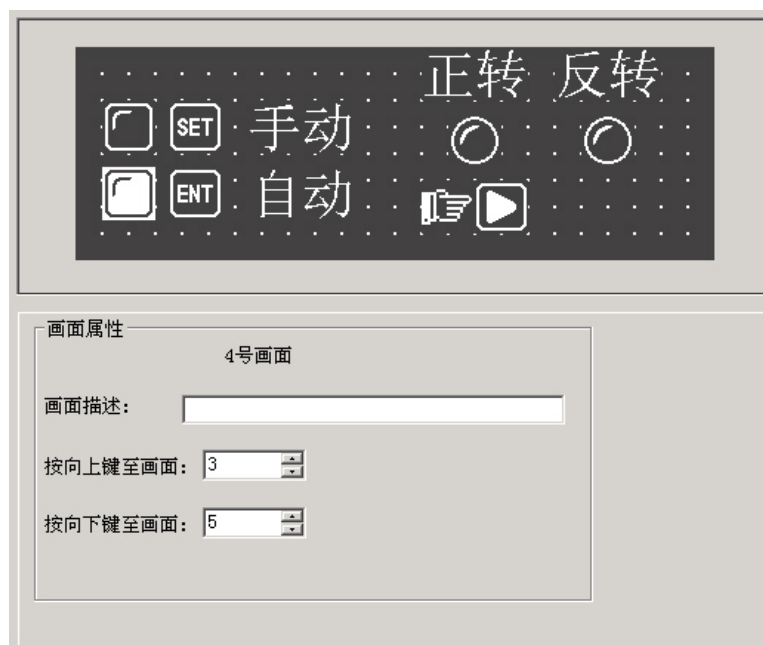 正转 反转
SET 手动
ENT 自动
画面属性
4号画面
画面描述：
按向上键至画面： 3
按向下键至画面： 5